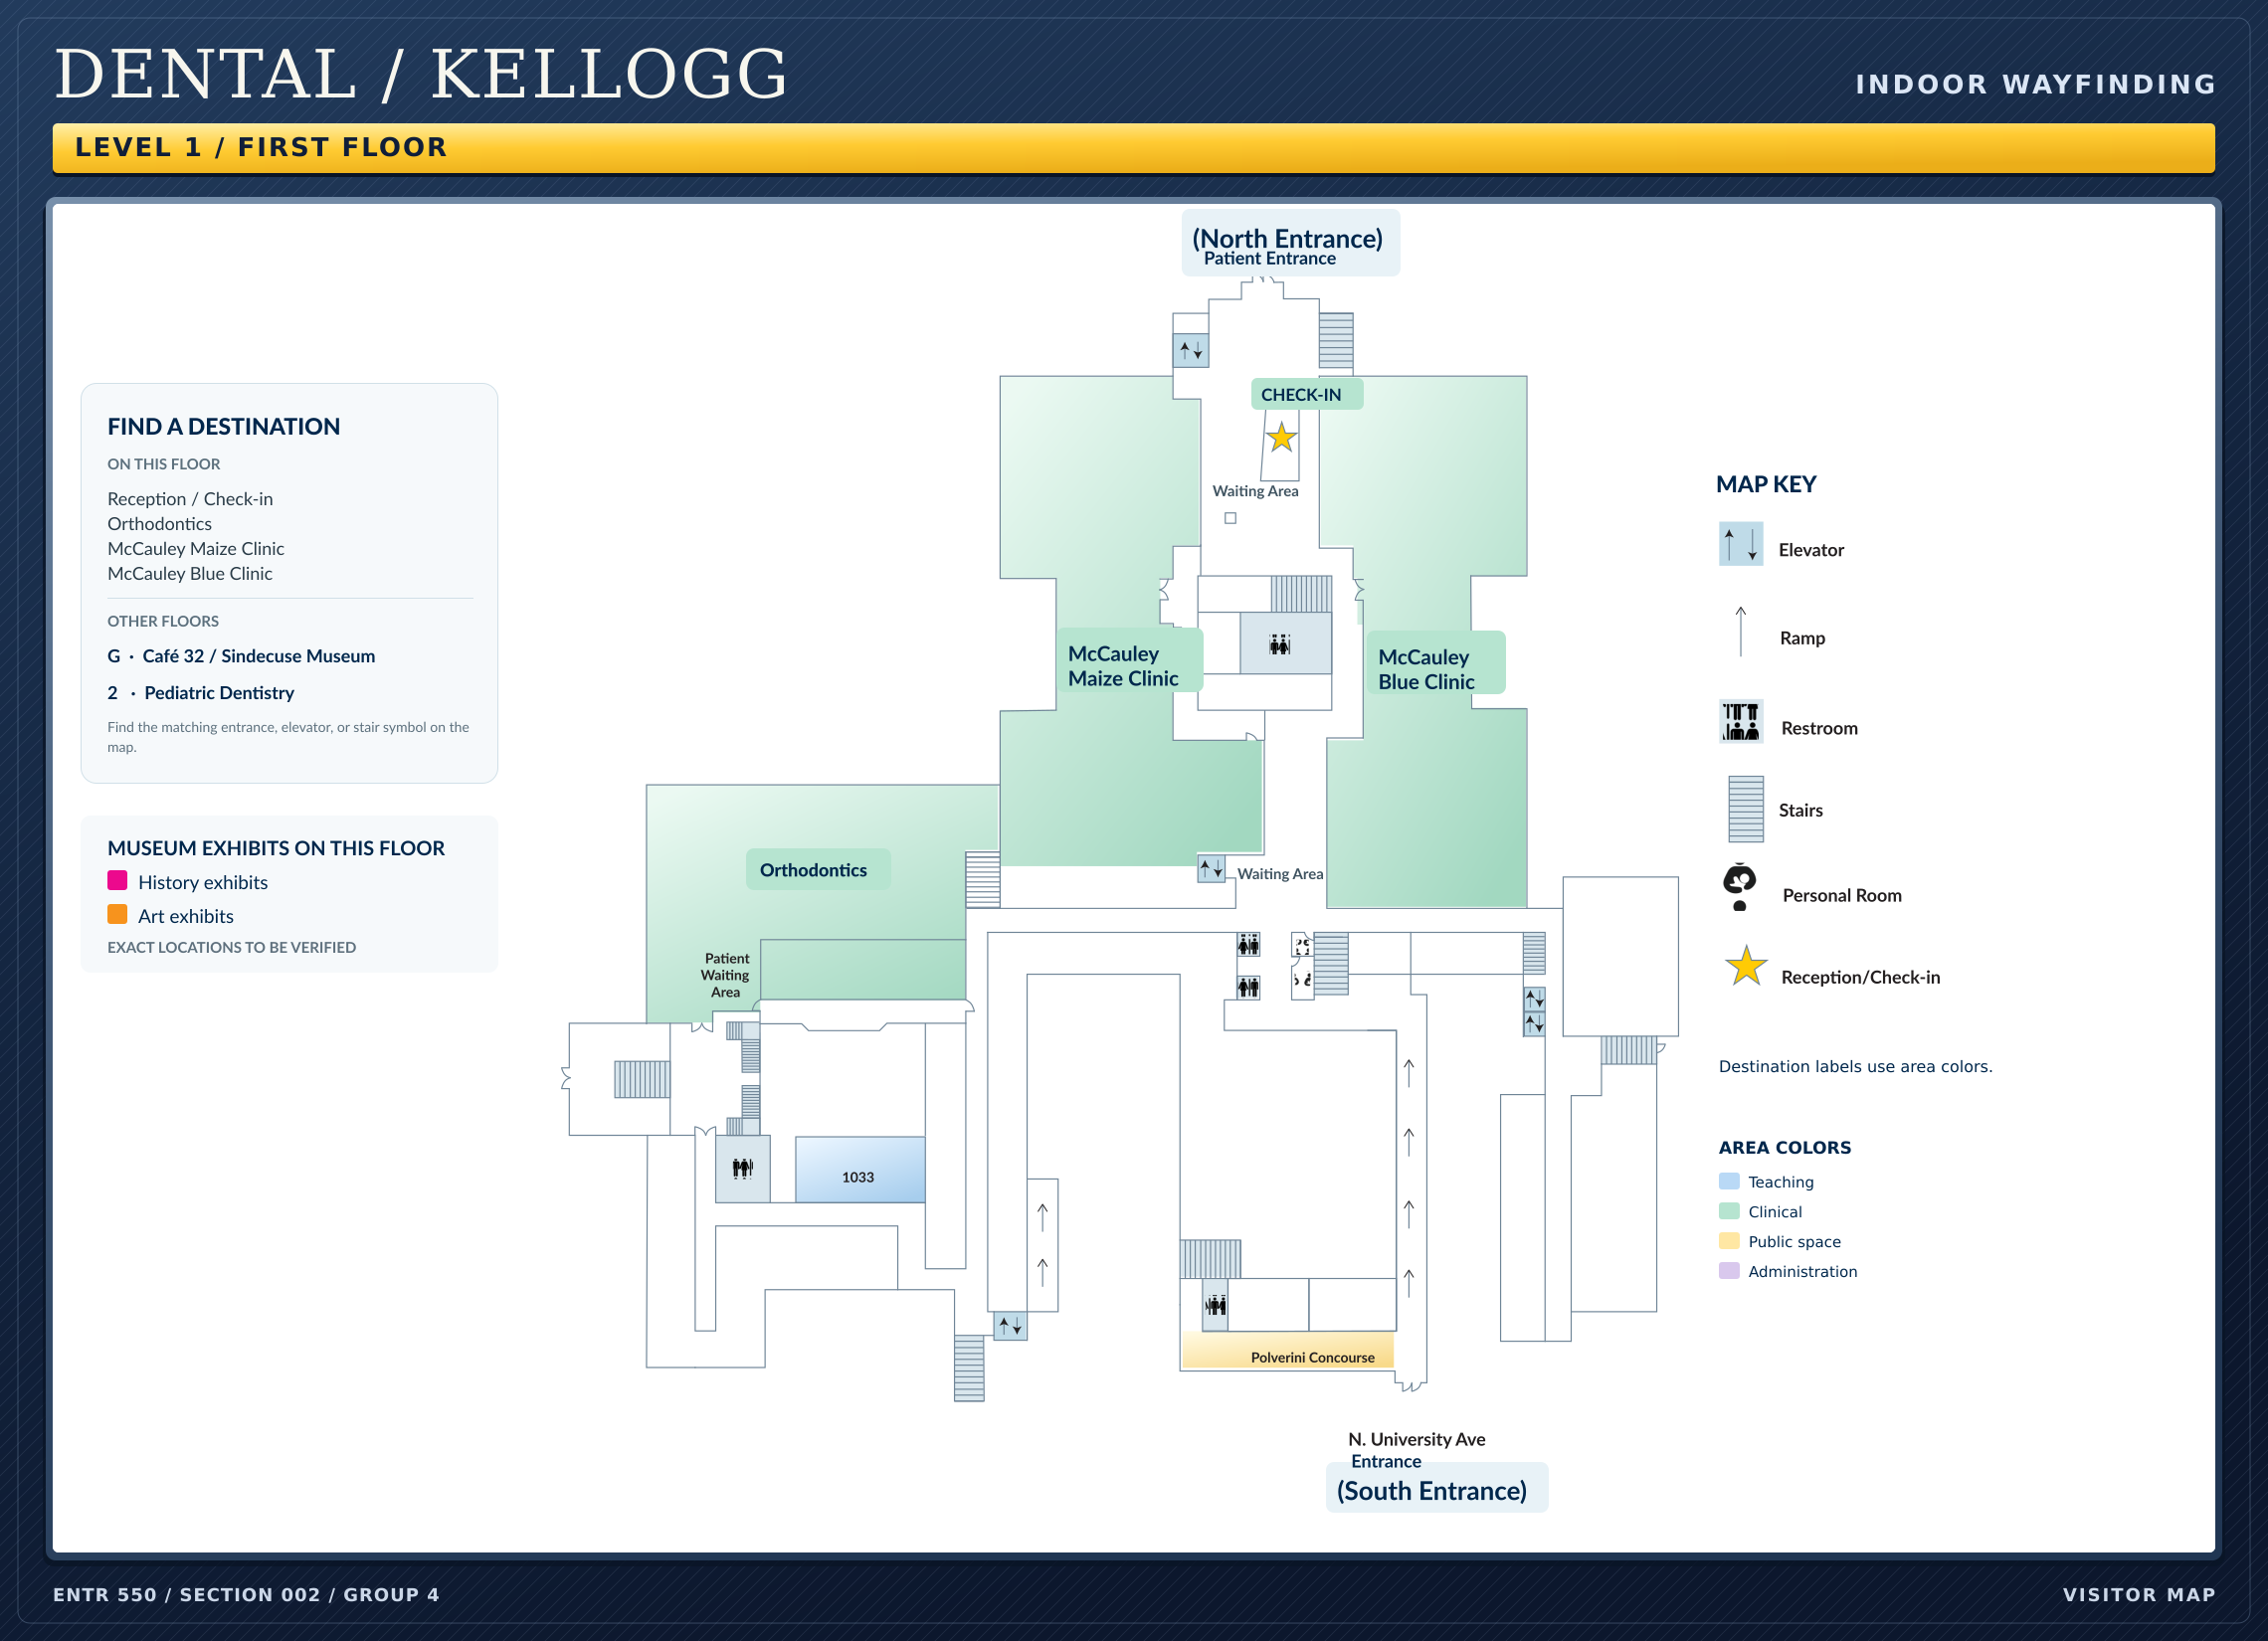 DENTAL / KELLOGG
INDOOR WAYFINDING
LEVEL 1 / FIRST FLOOR
(North Entrance)
Patient Entrance
FIND A DESTINATION
ON THIS FLOOR
Reception / Check-in
Orthodontics
McCauley Maize Clinic
McCauley Blue Clinic
OTHER FLOORS
G · Café 32 / Sindecuse Museum
2 · Pediatric Dentistry
Find the matching entrance, elevator, or stair symbol on the
map.
MUSEUM EXHIBITS ON THIS FLOOR
History exhibits
Art exhibits
EXACT LOCATIONS TO BE VERIFIED
CHECK-IN
Waiting Area
McCauley
Maize Clinic
McCauley
Blue Clinic
Orthodontics
Waiting Area
Patient
Waiting
Area
1033
Polverini Concourse
N. University Ave
Entrance
(South Entrance)
MAP KEY
Elevator
Ramp
Restroom
Stairs
Personal Room
Reception/Check-in
Destination labels use area colors.
AREA COLORS
Teaching
Clinical
Public space
Administration
ENTR 550 / SECTION 002 / GROUP 4
VISITOR MAP